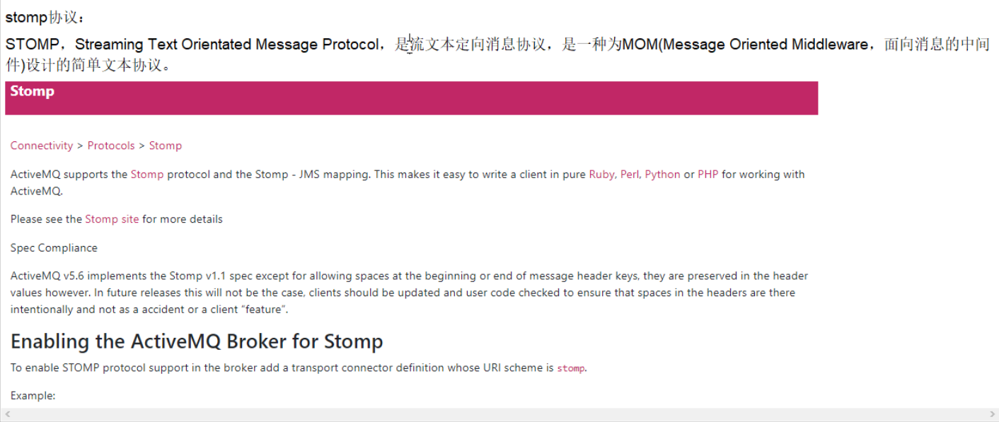 stomp协议：
STOMP，Streaming Text Orientated Message Protocol，是流文本定向消息协议，是一种为MOM(Message Oriented Middleware，面向消息的中间
件)设计的简单文本协议。
Stomp
Connectivity > Protocols > Stomp
ActiveMQ supports the Stomp protocol and the Stomp - JMS mapping. This makes it easy to write a client in pure Ruby, Perl, Python or PHP for working with
ActiveMQ.
Please see the Stomp site for more details
Spec Compliance
ActiveMQ v5.6 implements the Stomp v1.1 spec except for allowing spaces at the beginning or end of message header keys, they are preserved in the header
values however. In future releases this will not be the case, clients should be updated and user code checked to ensure that spaces in the headers are there
intentionally and not as a accident or a client “feature”.
Enabling the ActiveMQ Broker for Stomp
To enable STOMP protocol support in the broker add a transport connector definition whose URI scheme is stomp.
Example: